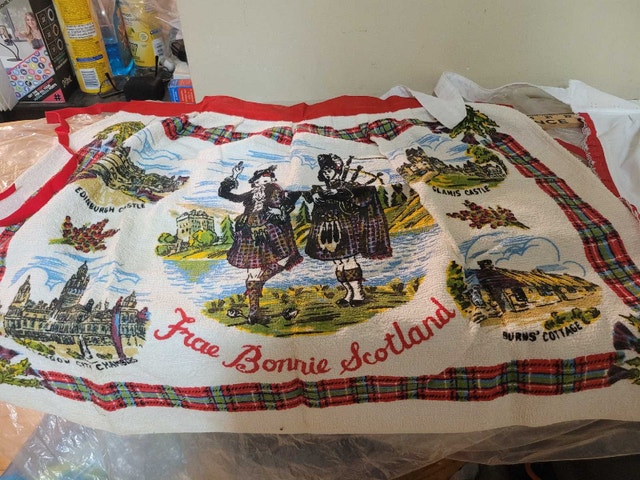 EDINBURGH CASTLE
GLAMIS CASTLE
CITY CHAMBERS
BURNS' COTTAGE
Frae Bonnie Scotland